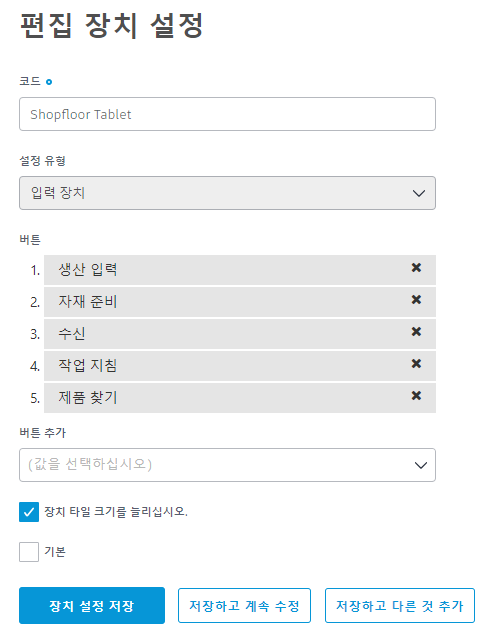 편집 장치 설정
코드
Shopfloor Tablet
설정 유형
입력 장치
버튼
1. 생산 입력
2. 자재 준비
3. 수신
4. 작업 지침
5. 제품 찾기
버튼 추가
(값을 선택하십시오)
장치 타일 크기를 늘리십시오.
기본
장치 설정 저장 저장하고 계속 수정 저장하고 다른 것 추가